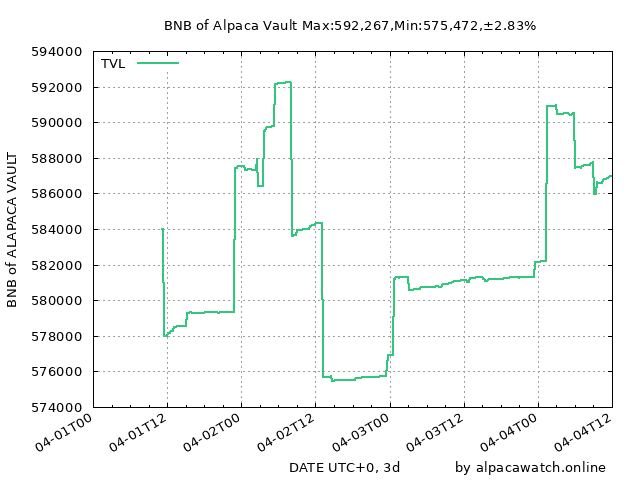 BNB of Alpaca Vault Max:592,267,Min:575,472,±2.83%
TVL
594000
592000
590000
588000
586000
584000
582000
580000
578000
576000
574000
BNB of ALAPACA VAULT
04-01T00
04-01T12
04-02T00
04-02T12
04-03T00
04-03T12
04-04T00
04-04T12
DATE UTC+0, 3d
by alpacawatch.online